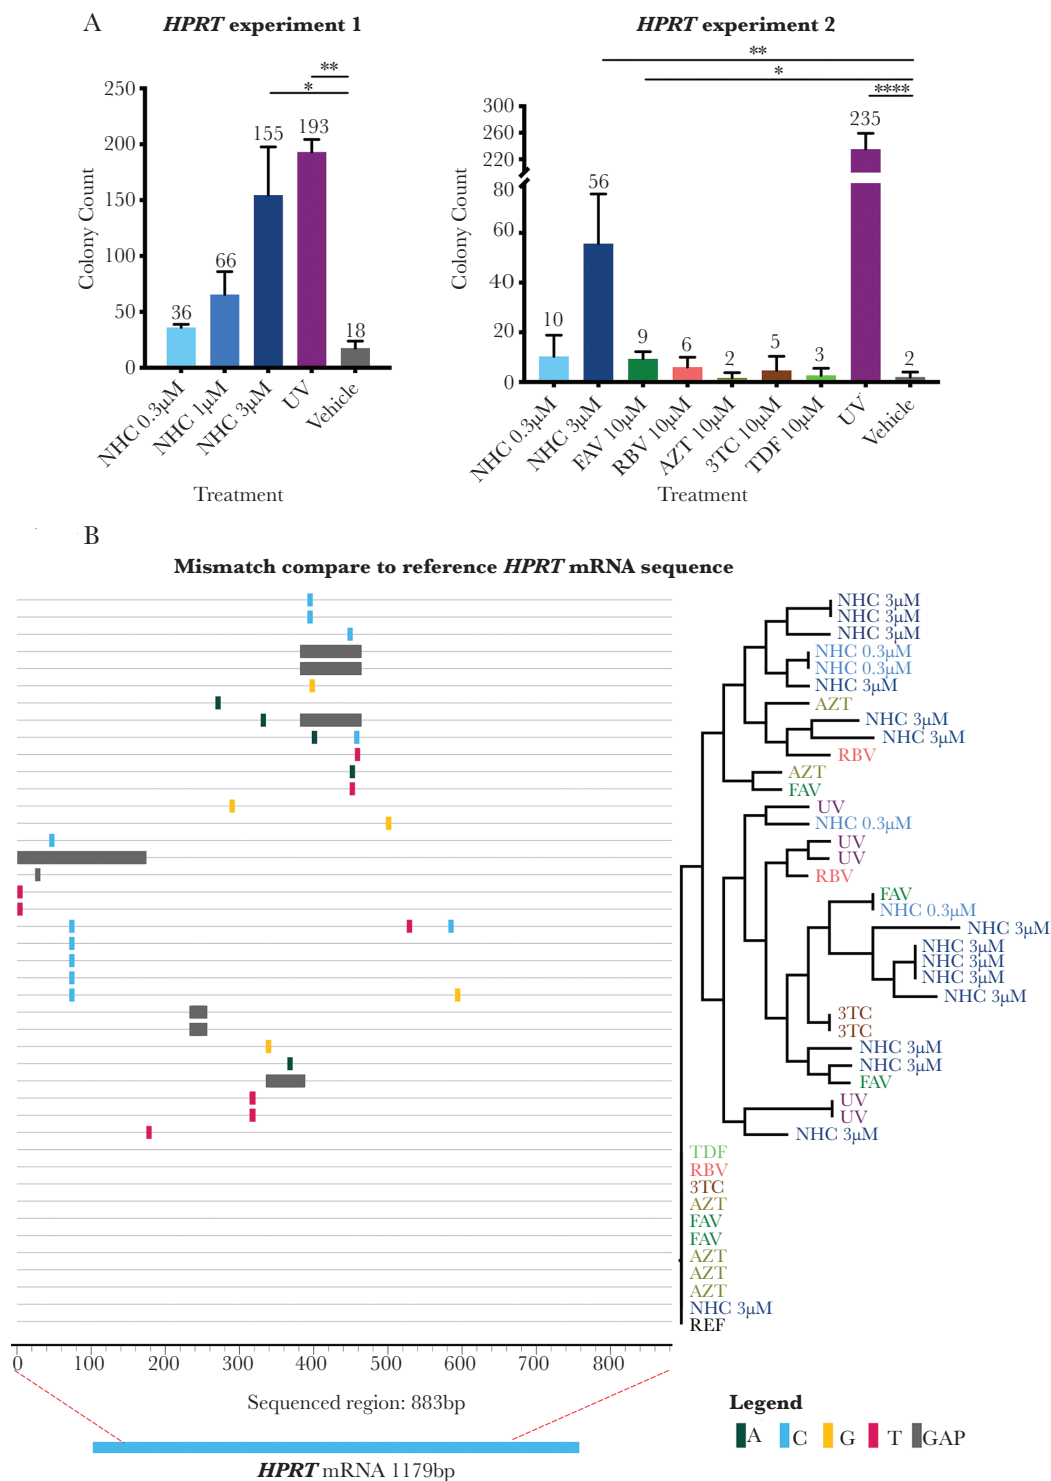 A
HPRT experiment 1
**
*
250
200
150
100
50
0
36
66
155
193
18
Colony Count
NHC 0.3µM
NHC 1µM
NHC 3µM
UV
Vehicle
Treatment
HPRT experiment 2
**
*
****
300
260
220
80
60
40
20
0
10
56
9
6
2
5
3
235
2
Colony Count
NHC 0.3µM
NHC 3µM
FAV 10µM
RBV 10µM
AZT 10µM
3TC 10µM
TDF 10µM
UV
Vehicle
Treatment
B
Mismatch compare to reference HPRT mRNA sequence
NHC 3µM
NHC 3µM
NHC 3µM
NHC 0.3µM
NHC 0.3µM
NHC 3µM
AZT
NHC 3µM
NHC 3µM
RBV
AZT
FAV
UV
NHC 0.3µM
UV
UV
RBV
FAV
NHC 0.3µM
NHC 3µM
NHC 3µM
NHC 3µM
NHC 3µM
NHC 3µM
3TC
3TC
NHC 3µM
NHC 3µM
FAV
UV
UV
NHC 3µM
TDF
RBV
3TC
AZT
FAV
FAV
AZT
AZT
AZT
NHC 3µM
REF
0 100 200 300 400 500 600 700 800
Sequenced region: 883bp
HPRT mRNA 1179bp
Legend
A C G T GAP